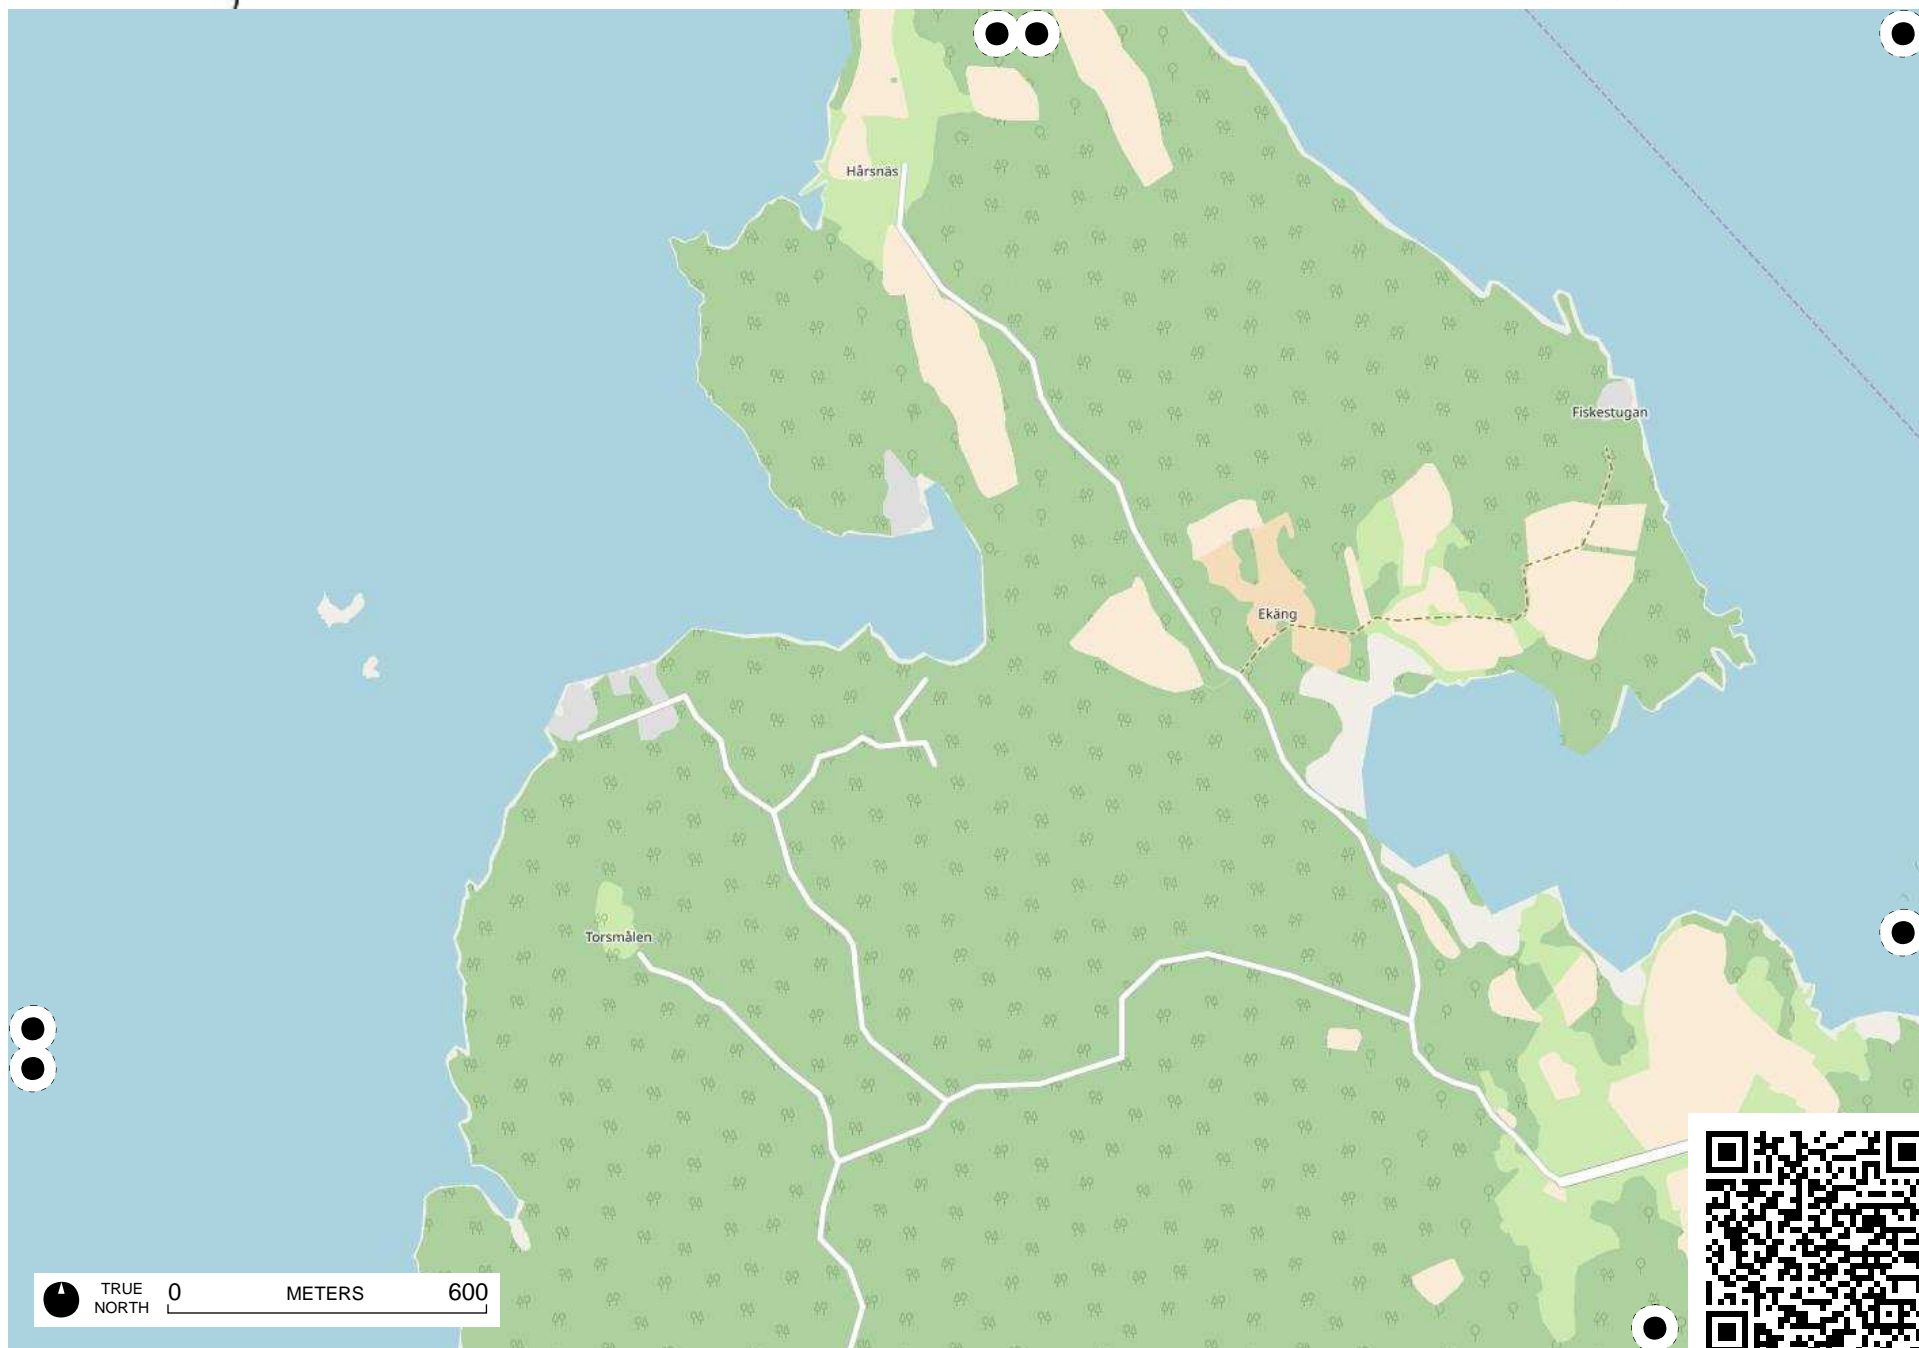 Hårsnäs
Fiskestugan
Ekäng
Torsmålen
TRUE
NORTH
0 METERS 600